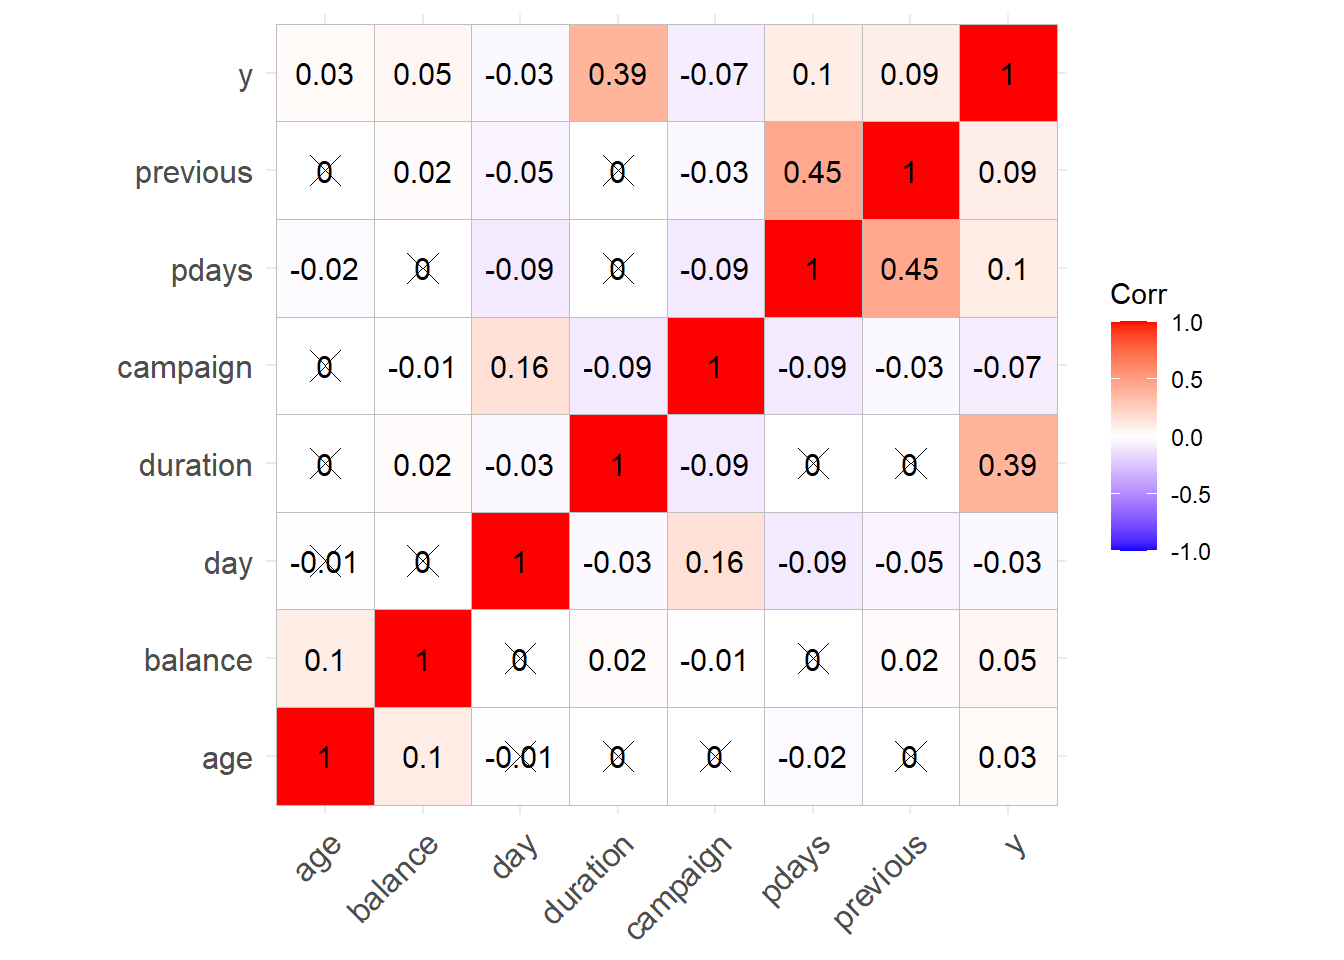 y 0.03 0.05 -0.03 0.39 -0.07 0.1 0.09 1
previous 0 0.02 -0.05 0 -0.03 0.45 1 0.09
pdays -0.02 0 -0.09 0 -0.09 1 0.45 0.1
campaign 0 -0.01 0.16 -0.09 1 -0.09 -0.03 -0.07
duration 0 0.02 -0.03 1 -0.09 0 0 0.39
day -0.01 0 1 -0.03 0.16 -0.09 -0.05 -0.03
balance 0.1 1 0 0.02 -0.01 0 0.02 0.05
age 1 0.1 -0.01 0 0 -0.02 0 0.03
age balance day duration campaign pdays previous y
Corr
1.0
0.5
0.0
-0.5
-1.0